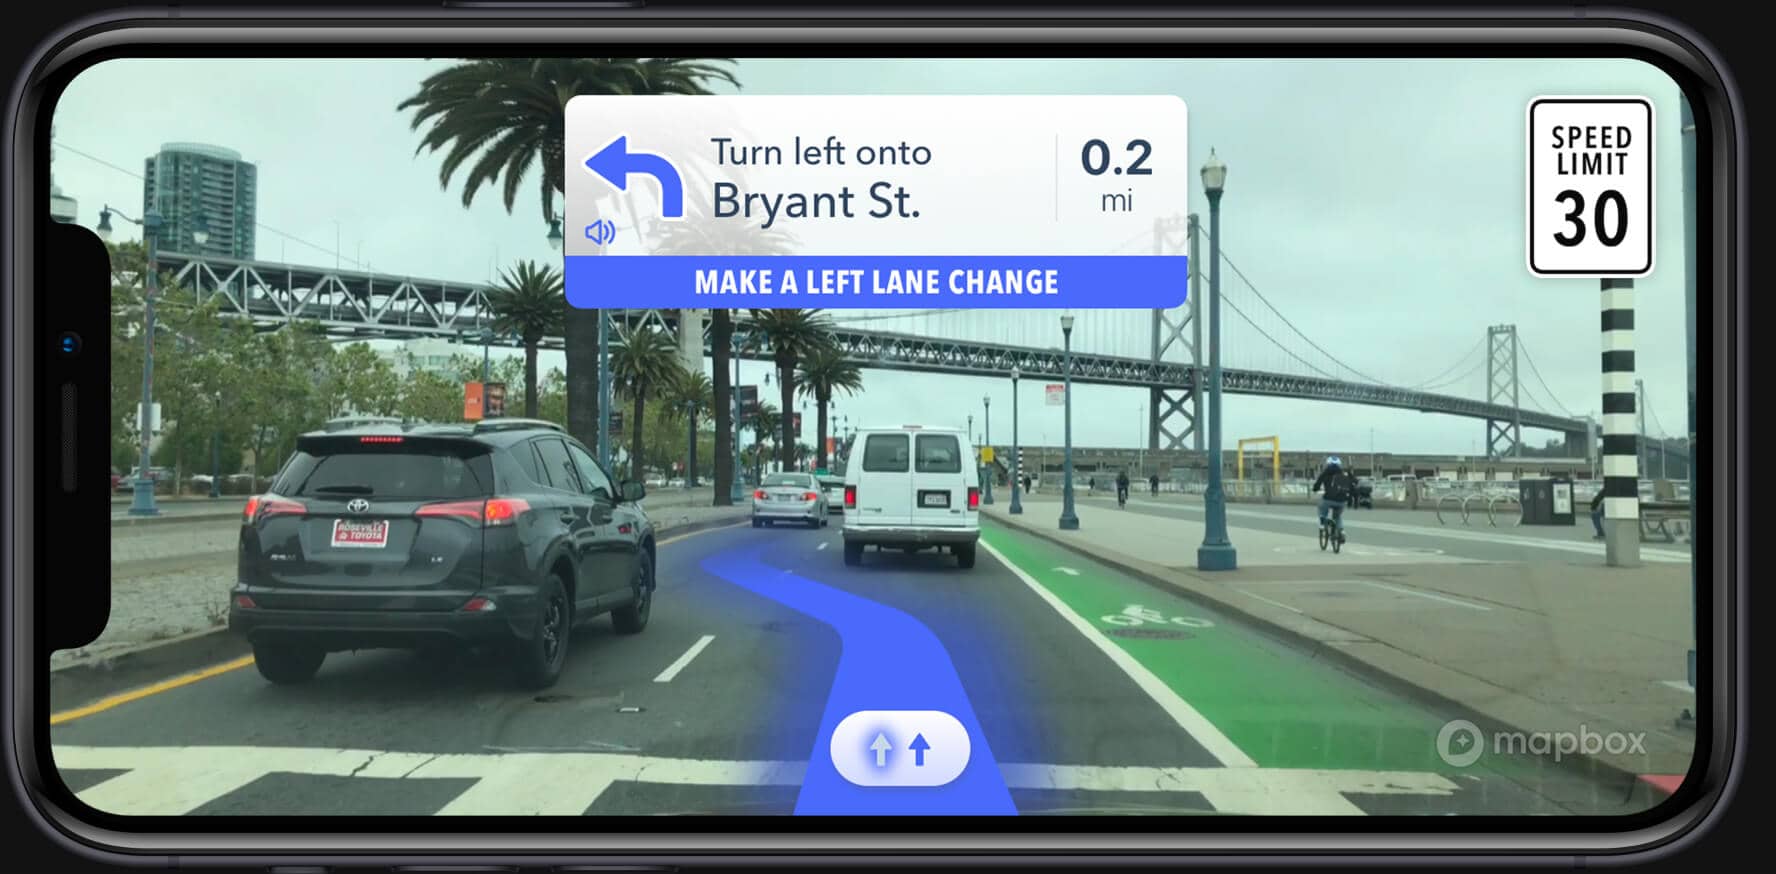 Turn left onto
Bryant St.
0.2
mi
MAKE A LEFT LANE CHANGE
SPEED
LIMIT
30
ROSEVILLE
TOYOTA
mapbox